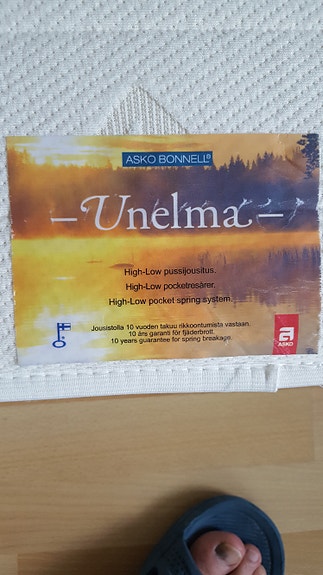 ASKO BONNELL®
– Unelma –
High-Low pussijousitus.
High-Low pocketresårer.
High-Low pocket spring system.
Jousistolla 10 vuoden takuu rikkoontumista vastaan.
10 års garanti för fjäderbrott.
10 years guarantee for spring breakage.
a
ASKO